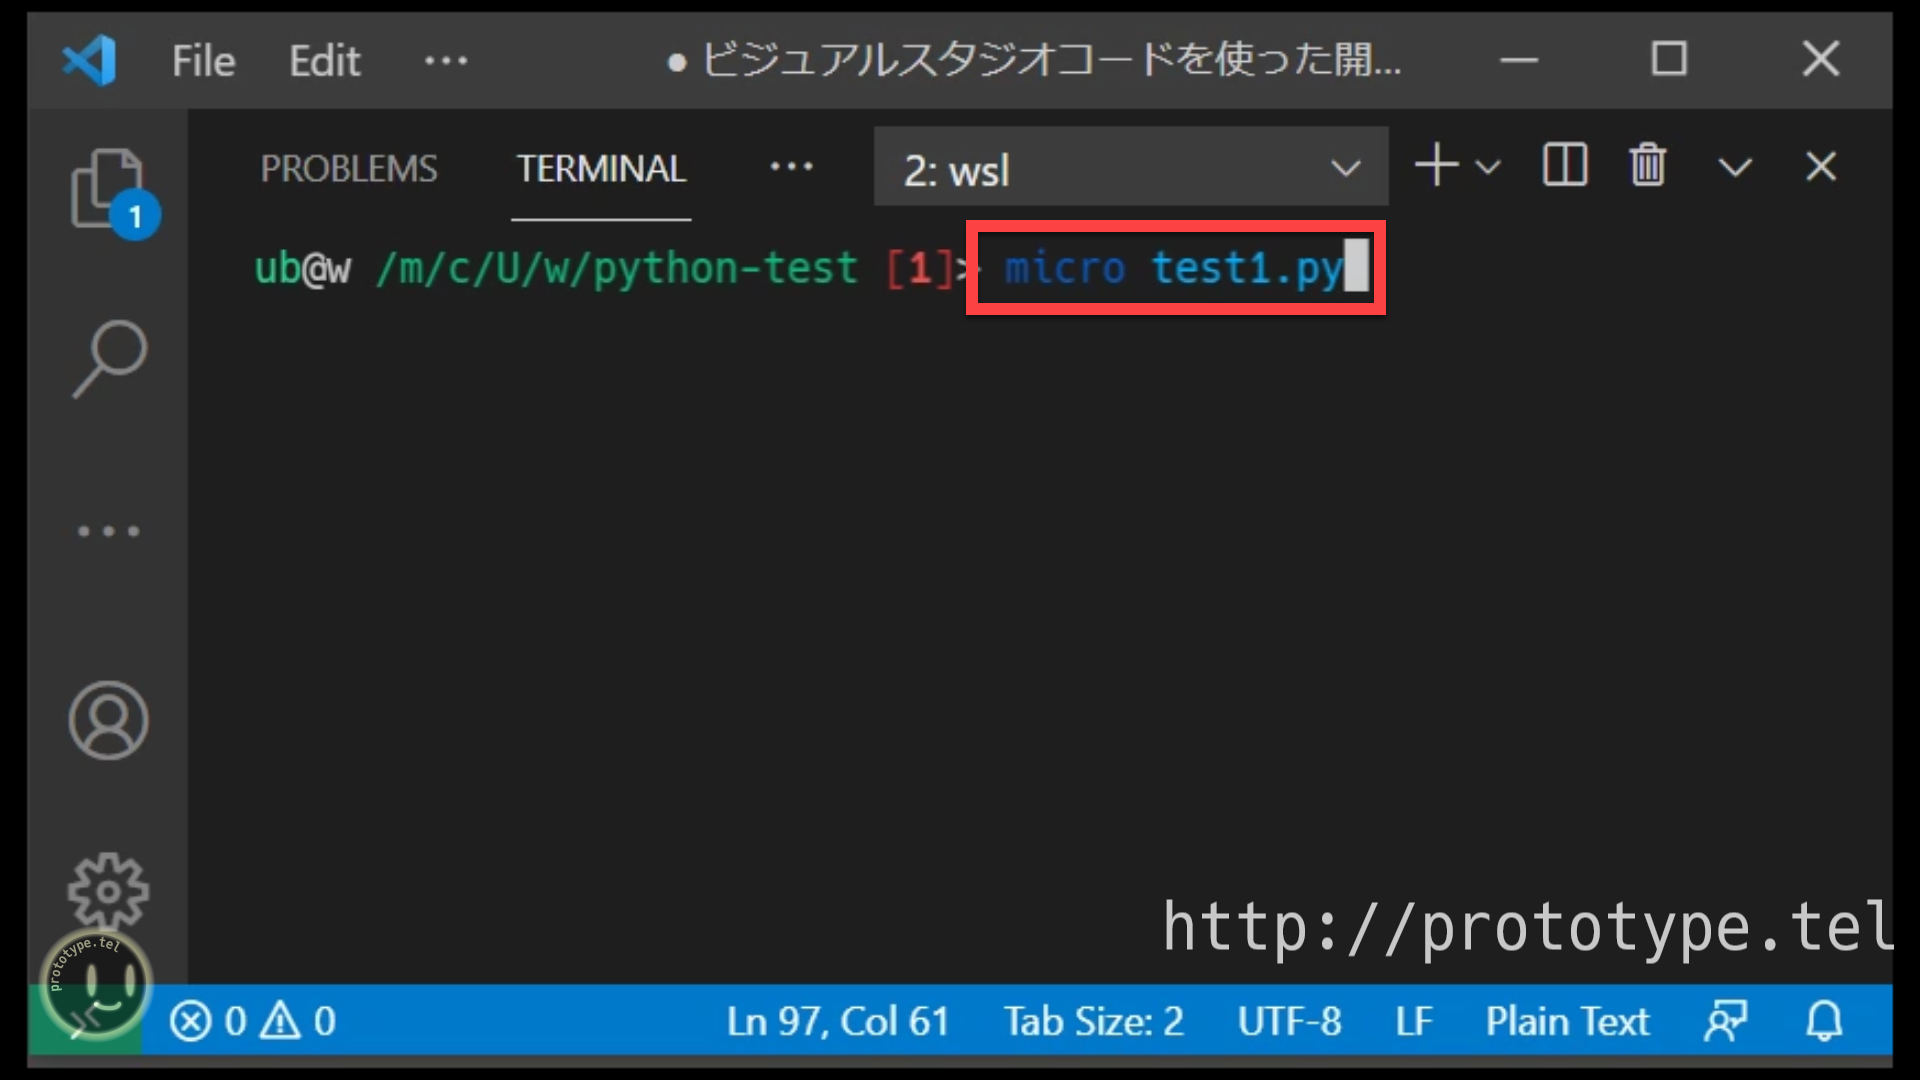 File Edit ··· ● ビジュアルスタジオコードを使った開...
PROBLEMS TERMINAL ··· 2: wsl
1
ub@w /m/c/U/w/python-test [1]> micro test1.py
http://prototype.tel
prototype.tel
0 0 Ln 97, Col 61 Tab Size: 2 UTF-8 LF Plain Text